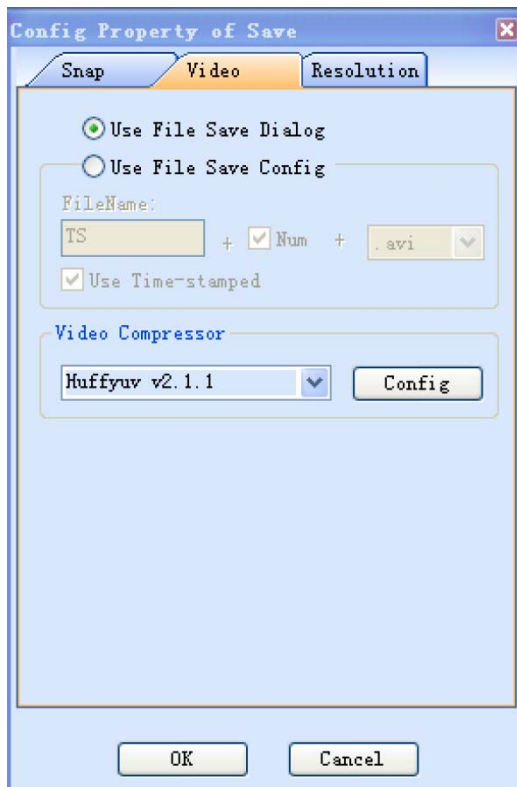 Config Property of Save
Snap Video Resolution
Use File Save Dialog
Use File Save Config
FileName:
TS + Num + .avi
Use Time-stamped
Video Compressor
Huffyuv v2.1.1 Config
OK Cancel